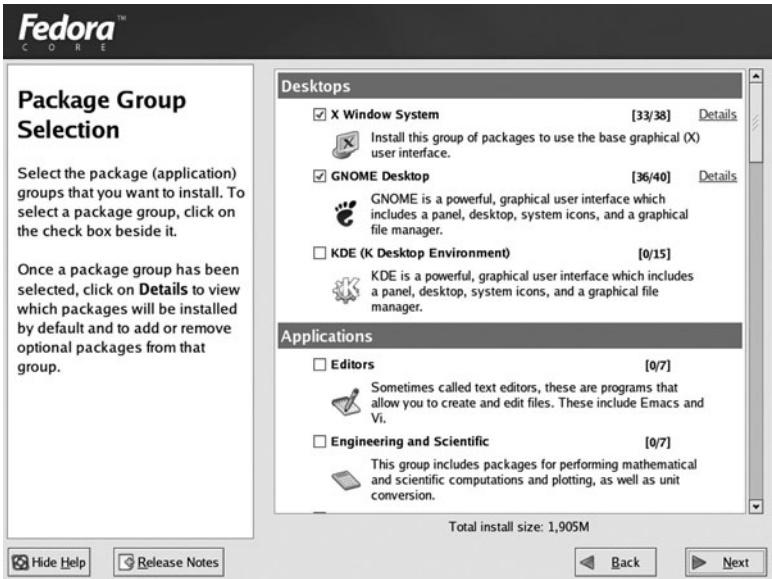 Fedora™
CORE
Package Group
Selection
Select the package (application)
groups that you want to install. To
select a package group, click on
the check box beside it.
Once a package group has been
selected, click on Details to view
which packages will be installed
by default and to add or remove
optional packages from that
group.
Desktops
X Window System [33/38] Details
Install this group of packages to use the base graphical (X)
user interface.
GNOME Desktop [36/40] Details
GNOME is a powerful, graphical user interface which
includes a panel, desktop, system icons, and a graphical
file manager.
KDE (K Desktop Environment) [0/15]
KDE is a powerful, graphical user interface which includes
a panel, desktop, system icons, and a graphical file
manager.
Applications
Editors [0/7]
Sometimes called text editors, these are programs that
allow you to create and edit files. These include Emacs and
Vi.
Engineering and Scientific [0/7]
This group includes packages for performing mathematical
and scientific computations and plotting, as well as unit
conversion.
Total install size: 1,905M
Hide Help Release Notes Back Next